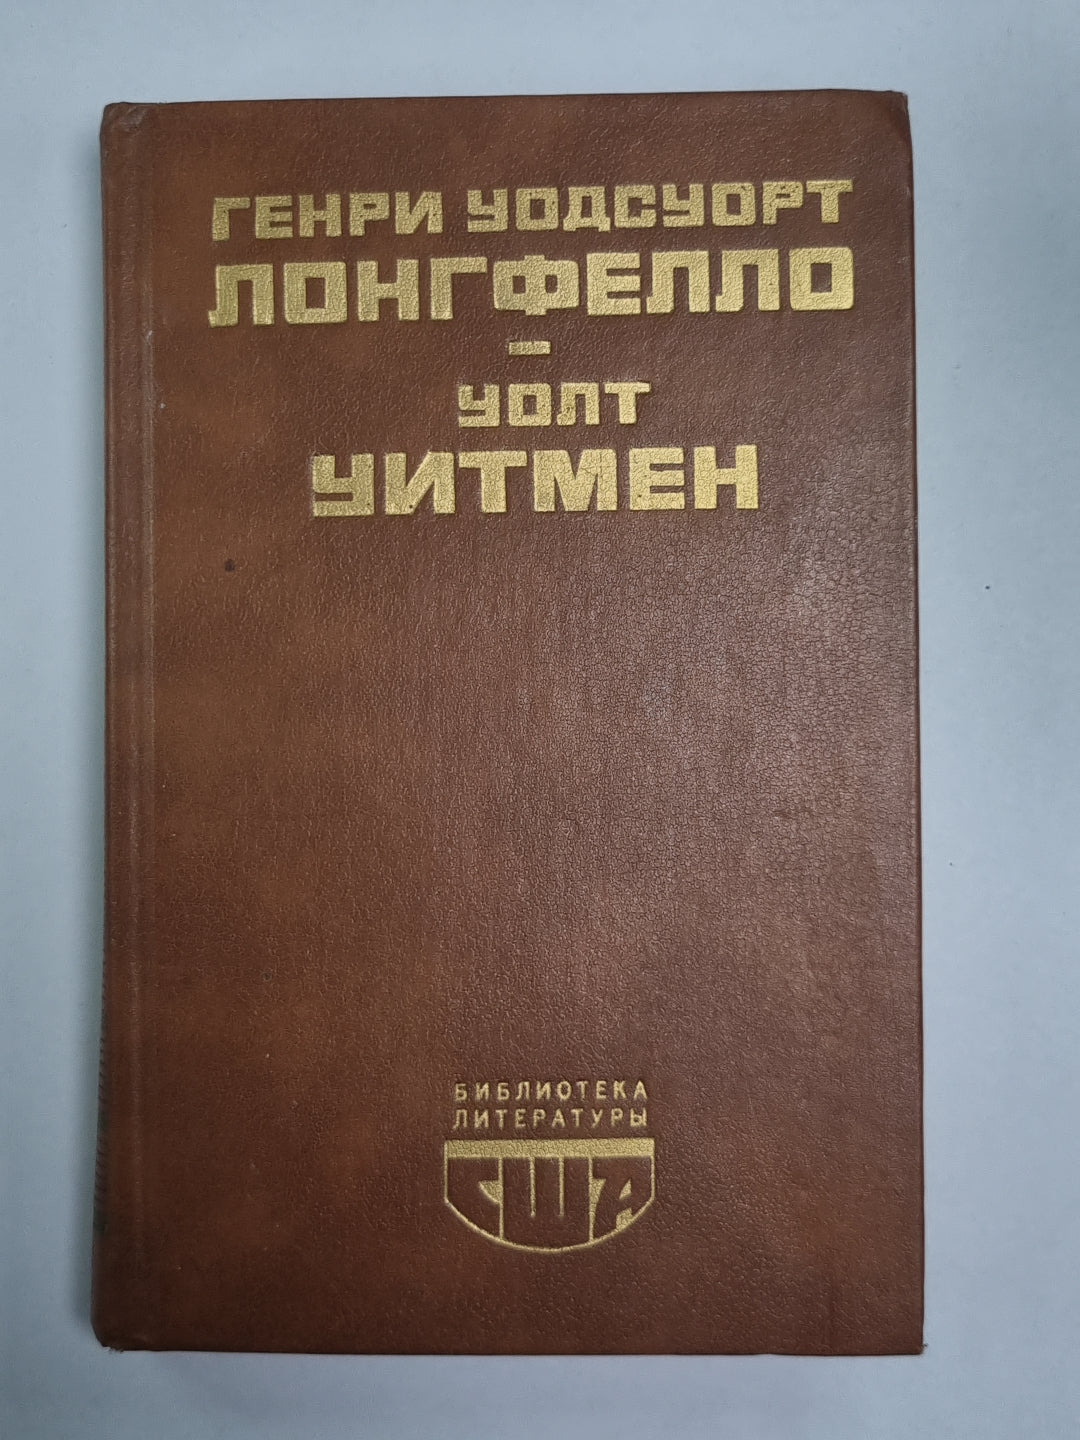 ГЕНРИ УОДСУОРТ
ЛОНГФЕЛЛО
-
УОЛТ
УИТМЕН
БИБЛИОТЕКА
ЛИТЕРАТУРЫ
США